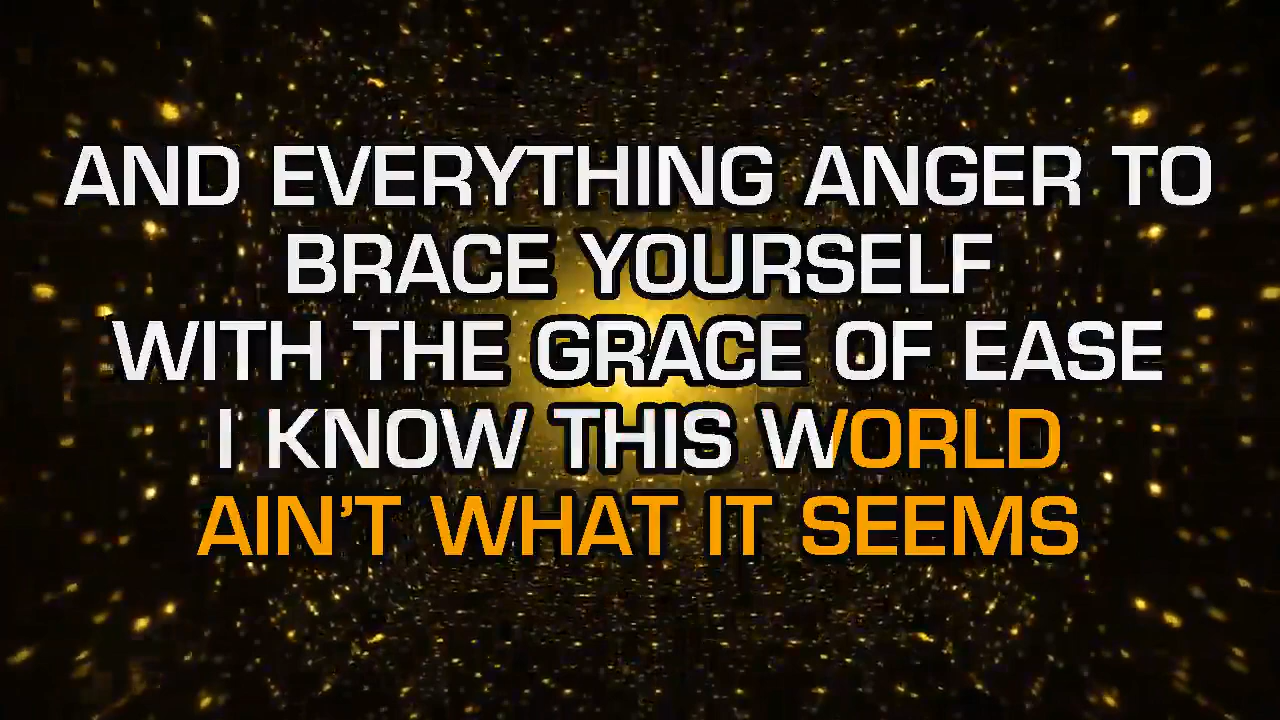 AND EVERYTHING ANGER TO
BRACE YOURSELF
WITH THE GRACE OF EASE
I KNOW THIS WORLD
AIN'T WHAT IT SEEMS